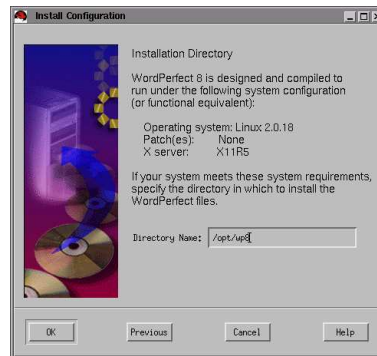 Install Configuration
Installation Directory
WordPerfect 8 is designed and compiled to
run under the following system configuration
(or functional equivalent):
Operating system: Linux 2.0.18
Patch(es): None
X server: X11R5
If your system meets these system requirements,
specify the directory in which to install the
WordPerfect files.
Directory Name: /opt/wp8
OK Previous Cancel Help